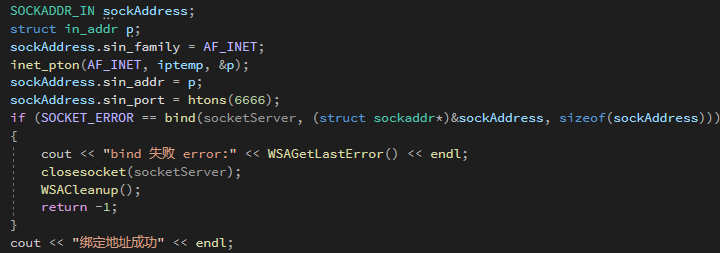 SOCKADDR_IN sockAddress;
struct in_addr p;
sockAddress.sin_family = AF_INET;
inet_pton(AF_INET, iptemp, &p);
sockAddress.sin_addr = p;
sockAddress.sin_port = htons(6666);
if (SOCKET_ERROR == bind(socketServer, (struct sockaddr*)&sockAddress, sizeof(sockAddress)))
{
    cout << "bind 失败 error:" << WSAGetLastError() << endl;
    closesocket(socketServer);
    WSACleanup();
    return -1;
}
cout << "绑定地址成功" << endl;